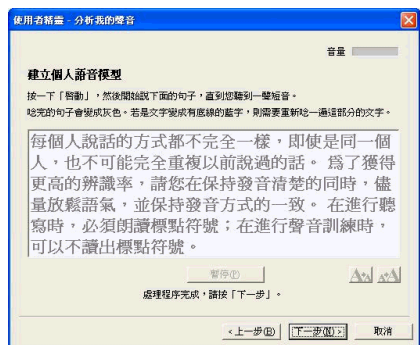 使用者精靈 - 分析我的聲音
音量
建立個人語音模型
按一下「啟動」，然後開始說下面的句子，直到您聽到一聲短音。
唸完的句子會變成灰色。若是文字變成有底線的藍字，則需要重新唸一遍這部分的文字。
每個人說話的方式都不完全一樣，即使是同一個
人，也不可能完全重複以前說過的話。 爲了獲得
更高的辨識率，請您在保持發音清楚的同時，儘
量放鬆語氣，並保持發音方式的一致。 在進行聽
寫時，必須朗讀標點符號；在進行聲音訓練時，
可以不讀出標點符號。
暫停(P)
處理程序完成，請按「下一步」。
<上一步(B) 下一步(N)> 取消